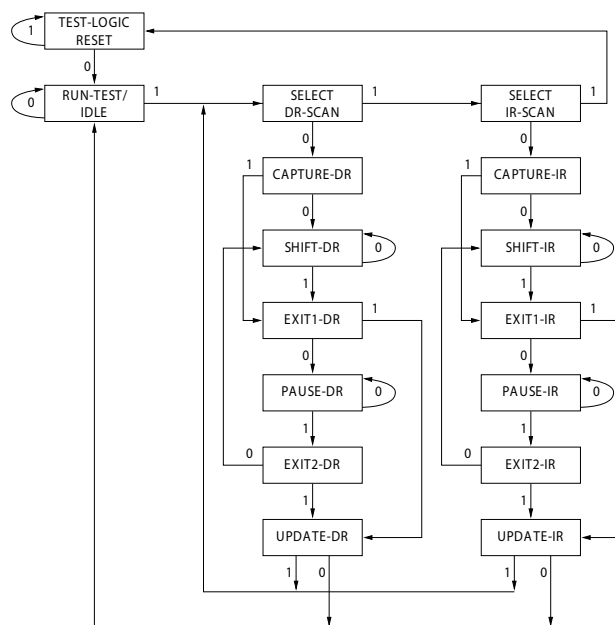 TEST-LOGIC
RESET
1
0
RUN-TEST/
IDLE
0
1
SELECT
DR-SCAN
1
SELECT
IR-SCAN
1
0
0
1
CAPTURE-DR
1
CAPTURE-IR
0
0
SHIFT-DR
0
SHIFT-IR
0
1
1
EXIT1-DR
1
EXIT1-IR
1
0
0
PAUSE-DR
0
PAUSE-IR
0
1
1
0
EXIT2-DR
0
EXIT2-IR
1
1
UPDATE-DR
UPDATE-IR
1
0
1
0